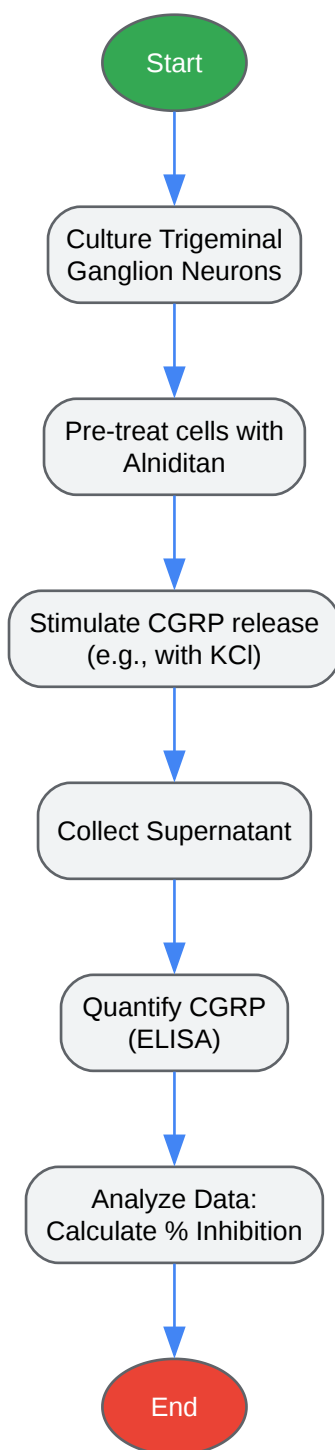 Start
Culture Trigeminal
Ganglion Neurons
Pre-treat cells with
Alniditan
Stimulate CGRP release
(e.g., with KCl)
Collect Supernatant
Quantify CGRP
(ELISA)
Analyze Data:
Calculate % Inhibition
End